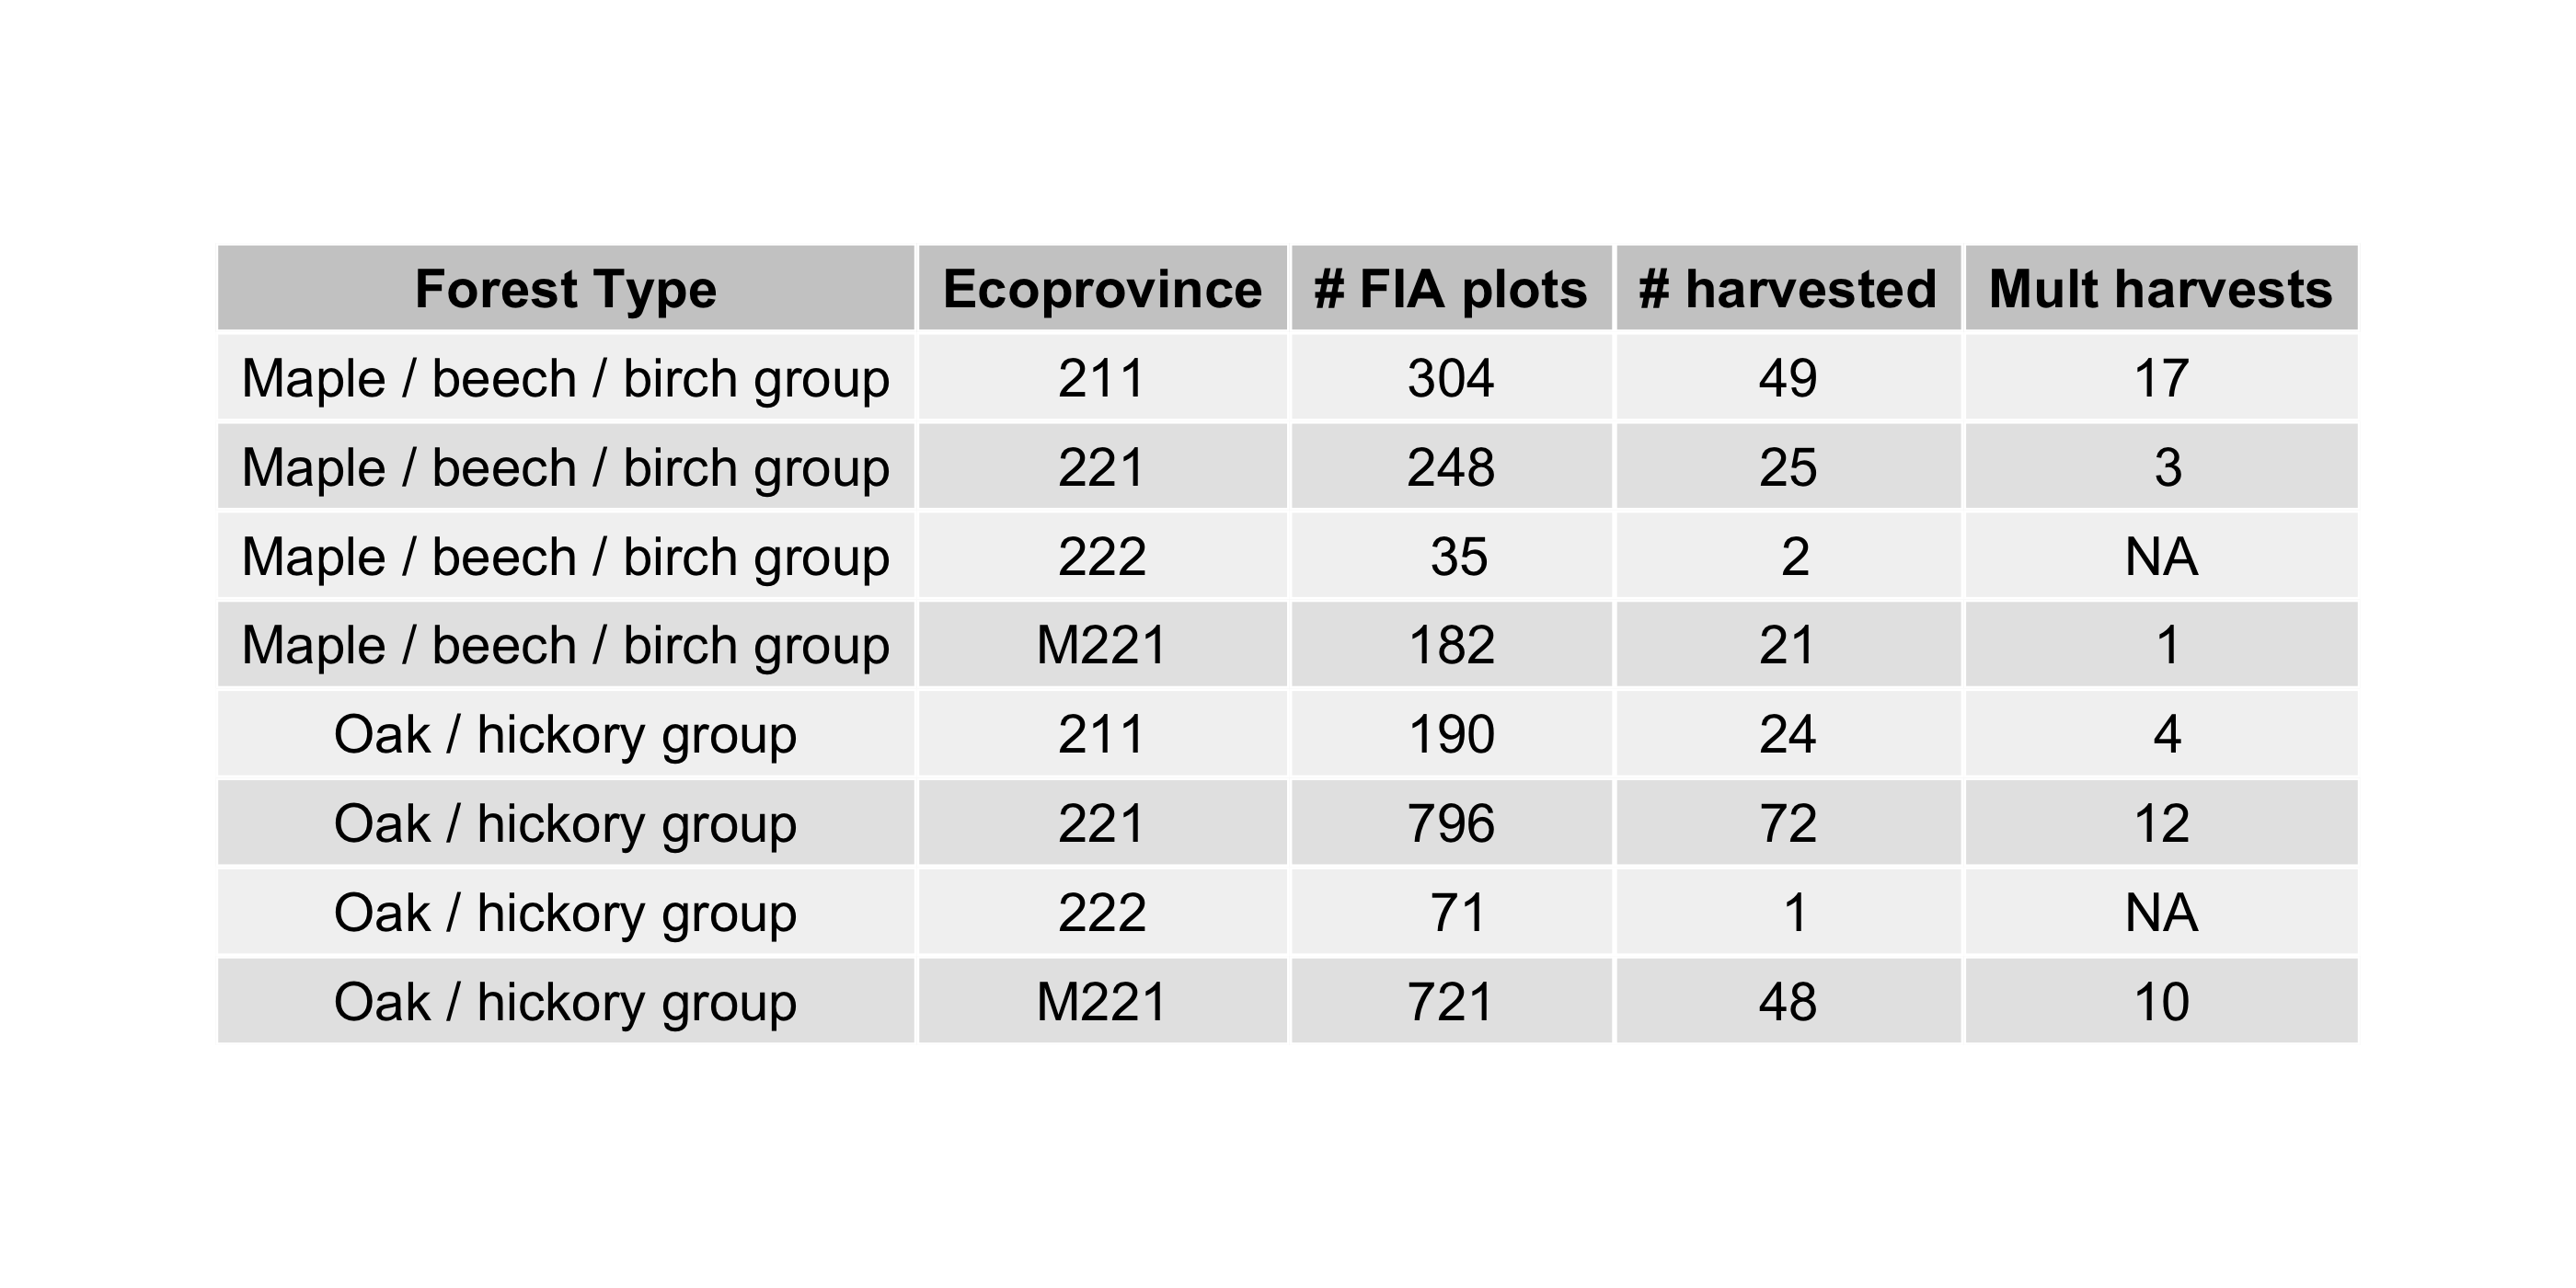 Forest Type Ecoprovince # FIA plots # harvested Mult harvests
Maple / beech / birch group 211 304 49 17
Maple / beech / birch group 221 248 25 3
Maple / beech / birch group 222 35 2 NA
Maple / beech / birch group M221 182 21 1
Oak / hickory group 211 190 24 4
Oak / hickory group 221 796 72 12
Oak / hickory group 222 71 1 NA
Oak / hickory group M221 721 48 10